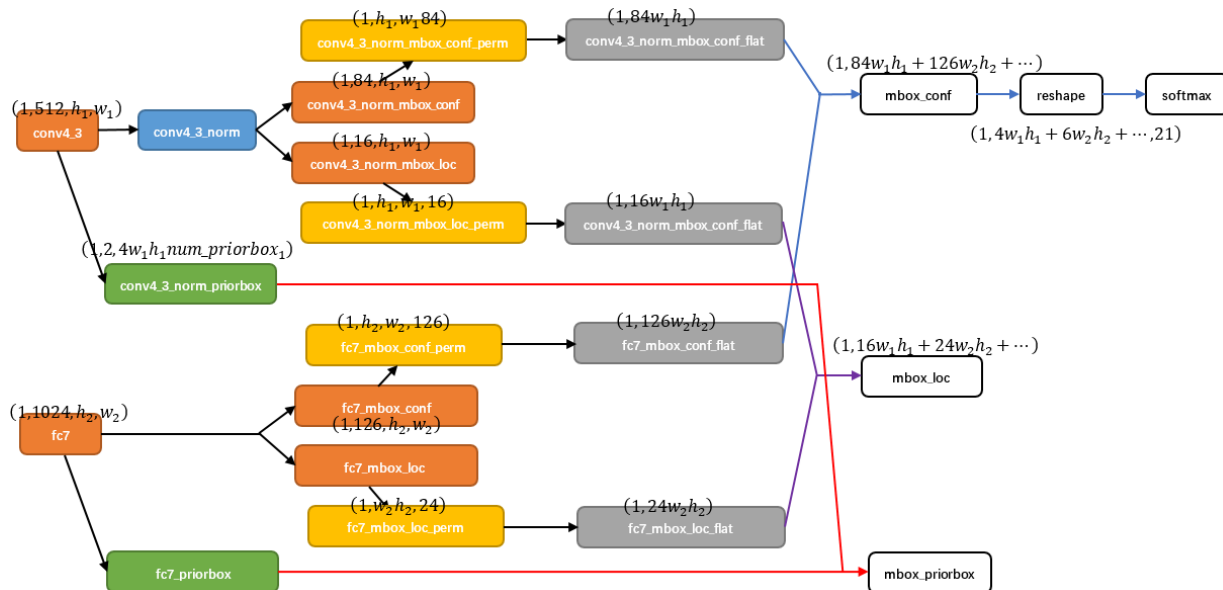 (1,h₁,w₁84)
conv4_3_norm_mbox_conf_perm
(1,84w₁h₁)
conv4_3_norm_mbox_conf_flat
(1,84w₁h₁ + 126w₂h₂ + ⋯)
mbox_conf
reshape
softmax
(1,4w₁h₁ + 6w₂h₂ + ⋯,21)
(1,84,h₁,w₁)
conv4_3_norm_mbox_conf
(1,512,h₁,w₁)
conv4_3
conv4_3_norm
(1,16,h₁,w₁)
conv4_3_norm_mbox_loc
(1,h₁,w₁,16)
conv4_3_norm_mbox_loc_perm
(1,16w₁h₁)
conv4_3_norm_mbox_conf_flat
(1,2,4w₁h₁num_priorbox₁)
conv4_3_norm_priorbox
(1,h₂,w₂,126)
fc7_mbox_conf_perm
(1,126w₂h₂)
fc7_mbox_conf_flat
(1,16w₁h₁ + 24w₂h₂ + ⋯)
mbox_loc
fc7_mbox_conf
(1,126,h₂,w₂)
(1,1024,h₂,w₂)
fc7
fc7_mbox_loc
(1,w₂h₂,24)
fc7_mbox_loc_perm
(1,24w₂h₂)
fc7_mbox_loc_flat
fc7_priorbox
mbox_priorbox